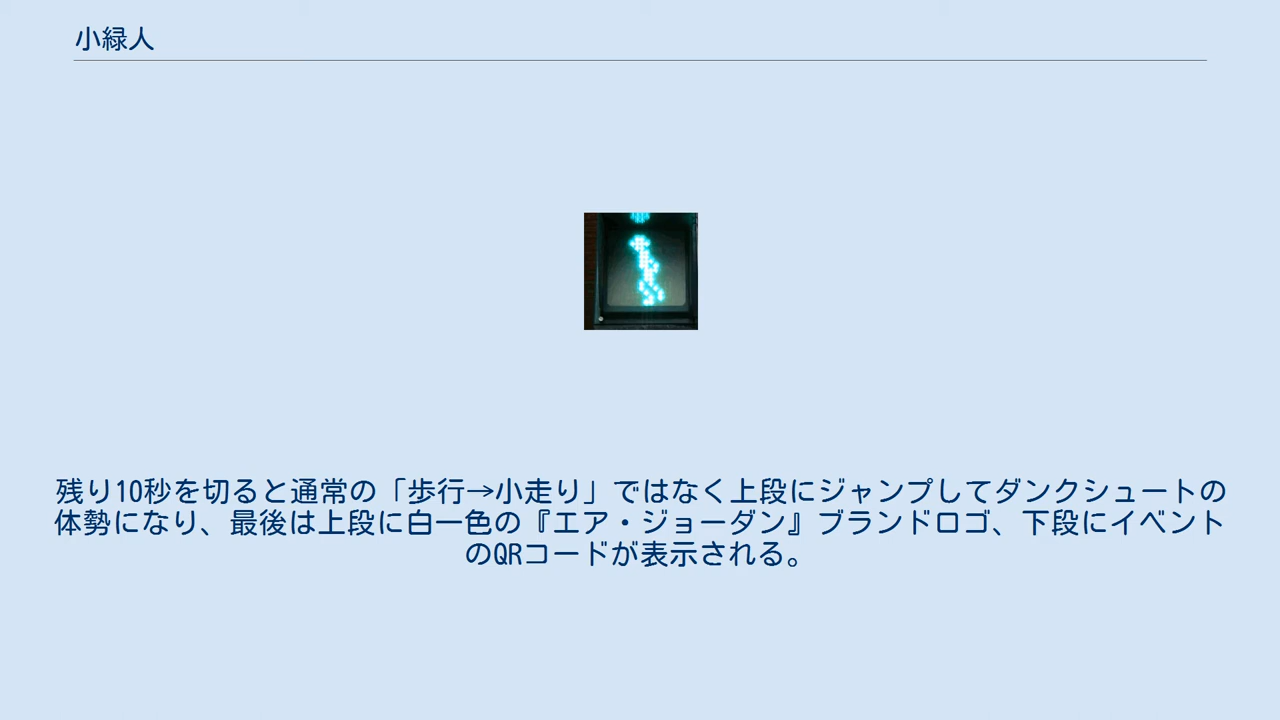 小緑人
残り10秒を切ると通常の「歩行→小走り」ではなく上段にジャンプしてダンクシュートの
体勢になり、最後は上段に白一色の『エア・ジョーダン』ブランドロゴ、下段にイベント
のQRコードが表示される。